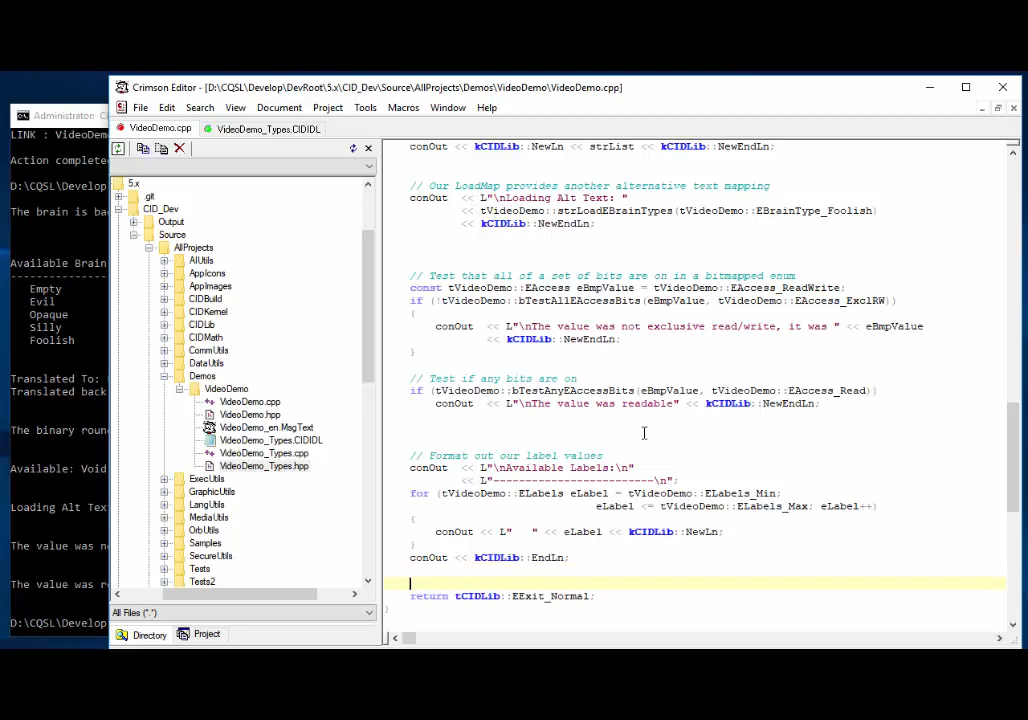 Crimson Editor - [D:\CQSL\Develop\DevRoot\5.x\CID_Dev\Source\AllProjects\Demos\VideoDemo\VideoDemo.cpp]
File Edit Search View Document Project Tools Macros Window Help
VideoDemo.cpp VideoDemo_Types.CIDIDL
5.x
.git
CID_Dev
Output
Source
AllProjects
AIUtils
AppIcons
AppImages
CIDBuild
CIDKernel
CIDLib
CIDMath
CommUtils
DataUtils
Demos
VideoDemo
VideoDemo.cpp
VideoDemo.hpp
VideoDemo_en.MsgText
VideoDemo_Types.CIDIDL
VideoDemo_Types.cpp
VideoDemo_Types.hpp
ExecUtils
GraphicUtils
LangUtils
MediaUtils
OrbUtils
Samples
SecureUtils
Tests
Tests2
All Files (*.*)
Directory Project
conOut << kCIDLib::NewLn << strList << kCIDLib::NewEndLn;
// Our LoadMap provides another alternative text mapping
conOut << L"\nLoading Alt Text: "
<< tVideoDemo::strLoadEBrainTypes(tVideoDemo::EBrainType_Foolish)
<< kCIDLib::NewEndLn;
// Test that all of a set of bits are on in a bitmapped enum
const tVideoDemo::EAccess eBmpValue = tVideoDemo::EAccess_ReadWrite;
if (!tVideoDemo::bTestAllEAccessBits(eBmpValue, tVideoDemo::EAccess_ExclRW))
{
conOut << L"\nThe value was not exclusive read/write, it was " << eBmpValue
<< kCIDLib::NewEndLn;
}
// Test if any bits are on
if (tVideoDemo::bTestAnyEAccessBits(eBmpValue, tVideoDemo::EAccess_Read))
conOut << L"\nThe value was readable" << kCIDLib::NewEndLn;
// Format out our label values
conOut << L"\nAvailable Labels:\n"
<< L"-------------------------\n";
for (tVideoDemo::ELabels eLabel = tVideoDemo::ELabels_Min;
eLabel <= tVideoDemo::ELabels_Max; eLabel++)
{
conOut << L"   " << eLabel << kCIDLib::NewLn;
}
conOut << kCIDLib::EndLn;
return tCIDLib::EExit_Normal;
}
Administrator: C
LINK : VideoDem
Action complete
D:\CQSL\Develop
The brain is ba
Available Brain
---------------
Empty
Evil
Opaque
Silly
Foolish
Translated To:
Translated back
The binary roun
Available: Void
Loading Alt Tex
The value was n
The value was r
D:\CQSL\Develop